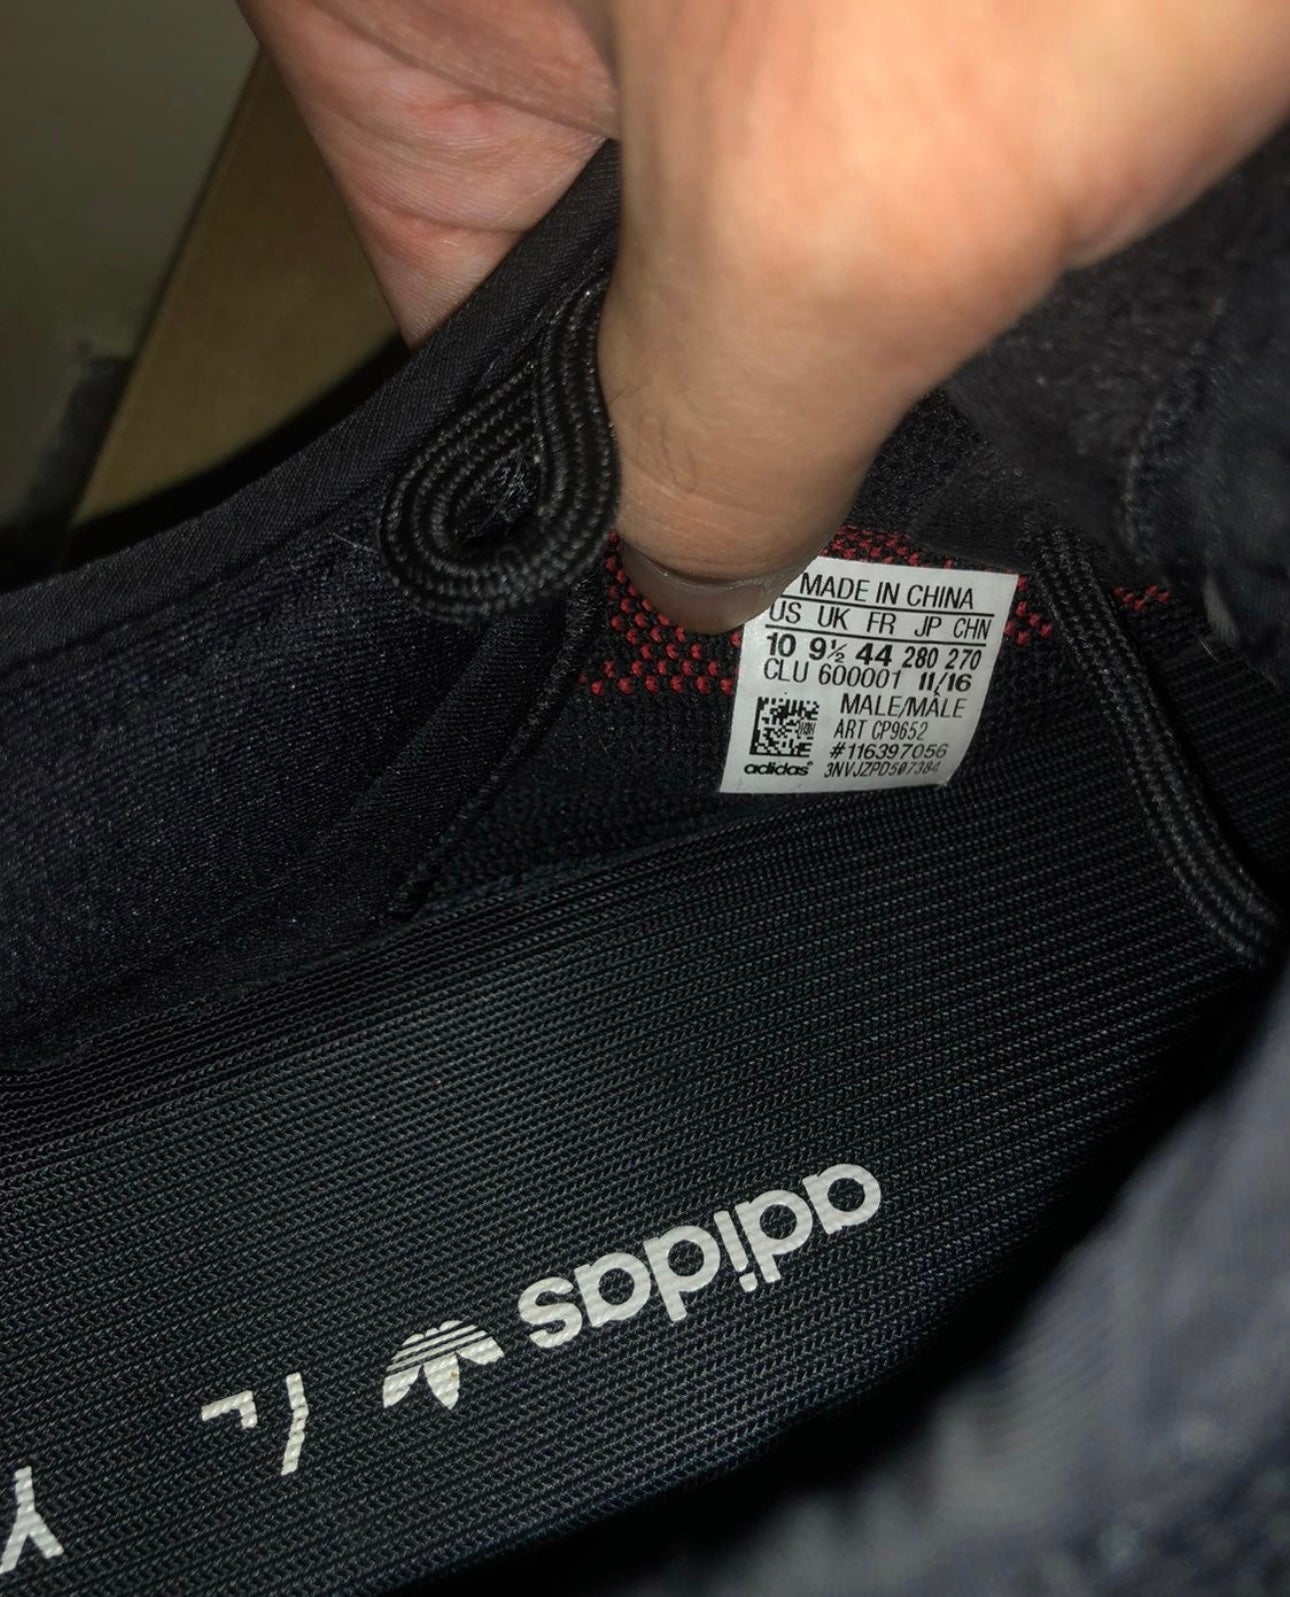 MADE IN CHINA
US UK FR JP CHN
10 9½ 44 280 270
CLU 600001 11/16
MALE/MÂLE
ART CP9652
#116397056
adidas® 3NVJZPD507384
adidas
Y